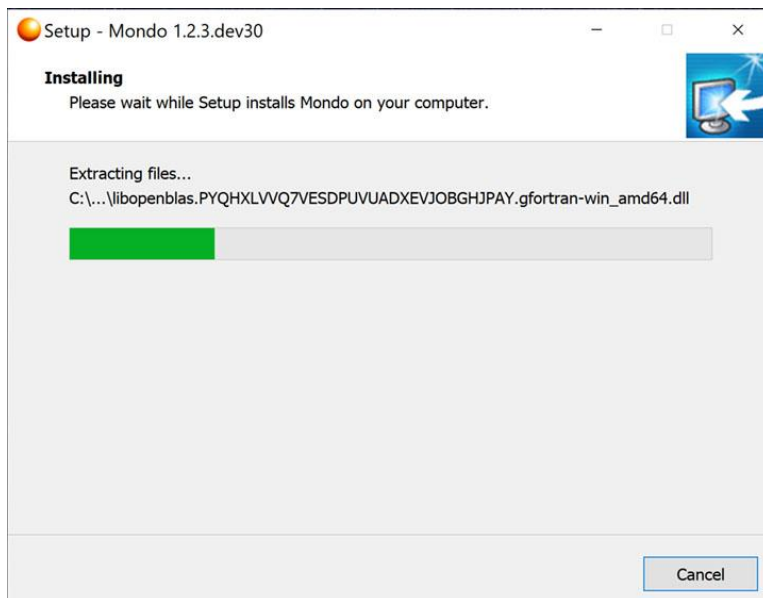 Setup - Mondo 1.2.3.dev30
Installing
Please wait while Setup installs Mondo on your computer.
Extracting files...
C:\...\libopenblas.PYQHXLVVQ7VESDPUVUADXEVJOBGHJPAY.gfortran-win_amd64.dll
Cancel